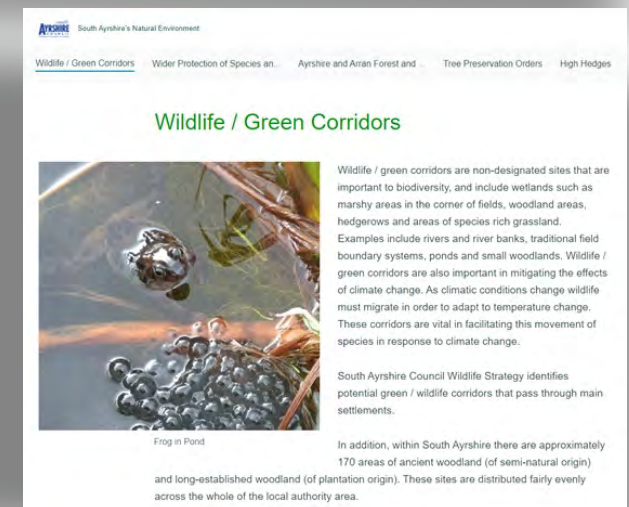 AYRSHIRE
South Ayrshire's Natural Environment
Wildlife / Green Corridors Wider Protection of Species an... Ayrshire and Arran Forest and ... Tree Preservation Orders High Hedges
Wildlife / Green Corridors
Wildlife / green corridors are non-designated sites that are
important to biodiversity, and include wetlands such as
marshy areas in the corner of fields, woodland areas,
hedgerows and areas of species rich grassland.
Examples include rivers and river banks, traditional field
boundary systems, ponds and small woodlands. Wildlife /
green corridors are also important in mitigating the effects
of climate change. As climatic conditions change wildlife
must migrate in order to adapt to temperature change.
These corridors are vital in facilitating this movement of
species in response to climate change.
South Ayrshire Council Wildlife Strategy identifies
potential green / wildlife corridors that pass through main
settlements.
Frog in Pond
In addition, within South Ayrshire there are approximately
170 areas of ancient woodland (of semi-natural origin)
and long-established woodland (of plantation origin). These sites are distributed fairly evenly
across the whole of the local authority area.